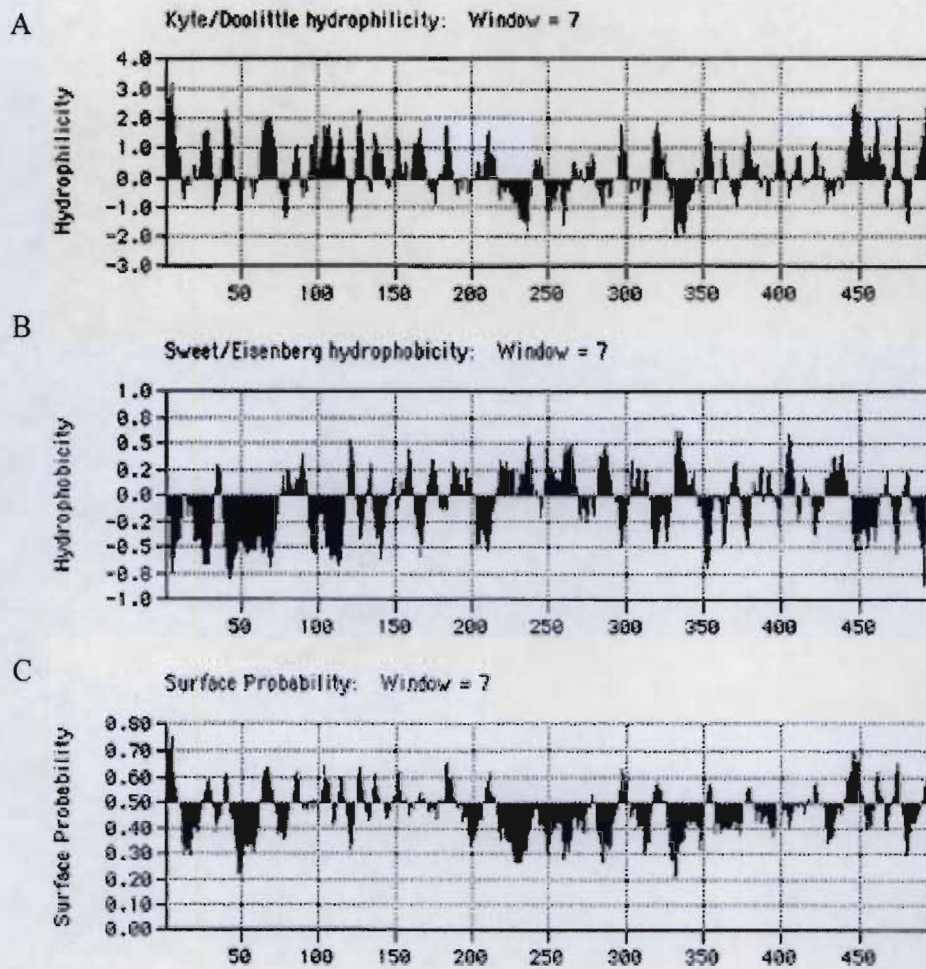 A
Kyte/Doolittle hydrophilicity: Window = 7
Hydrophilicity
4.0
3.0
2.0
1.0
0.0
-1.0
-2.0
-3.0
50 100 150 200 250 300 350 400 450
B
Sweet/Eisenberg hydrophobicity: Window = 7
Hydrophobicity
1.0
0.8
0.5
0.2
0.0
-0.2
-0.5
-0.8
-1.0
50 100 150 200 250 300 350 400 450
C
Surface Probability: Window = 7
Surface Probability
0.80
0.70
0.60
0.50
0.40
0.30
0.20
0.10
0.00
50 100 150 200 250 300 350 400 450